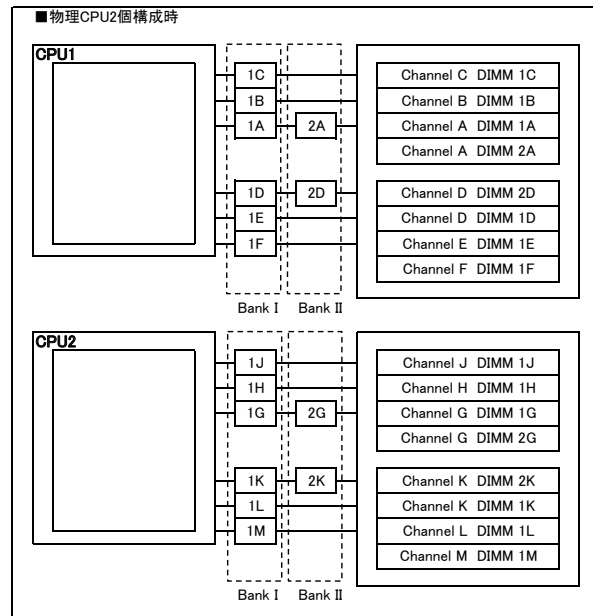 ■物理CPU2個構成時
CPU1
1C
1B
1A 2A
1D 2D
1E
1F
Bank I Bank II
Channel C DIMM 1C
Channel B DIMM 1B
Channel A DIMM 1A
Channel A DIMM 2A
Channel D DIMM 2D
Channel D DIMM 1D
Channel E DIMM 1E
Channel F DIMM 1F
CPU2
1J
1H
1G 2G
1K 2K
1L
1M
Bank I Bank II
Channel J DIMM 1J
Channel H DIMM 1H
Channel G DIMM 1G
Channel G DIMM 2G
Channel K DIMM 2K
Channel K DIMM 1K
Channel L DIMM 1L
Channel M DIMM 1M